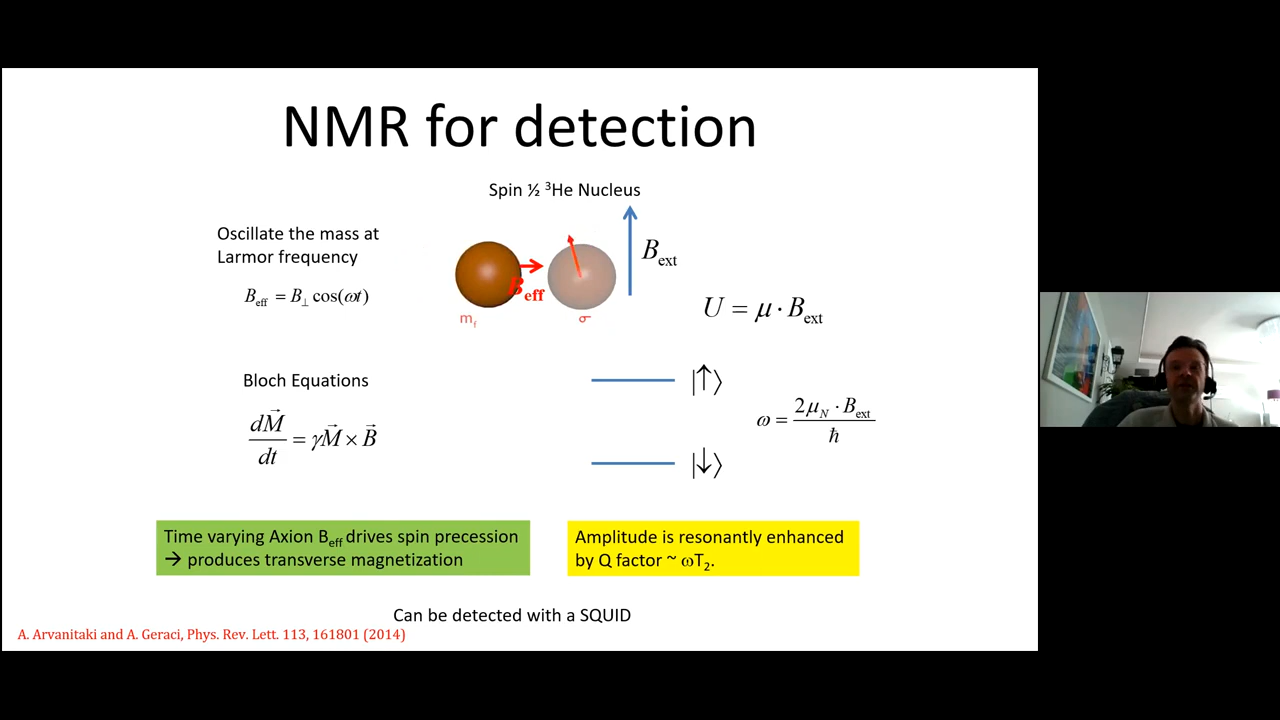 NMR for detection
Spin ½ ³He Nucleus
Oscillate the mass at
Larmor frequency
B_eff = B_⊥ cos(ωt)
B_ext
B_eff
m_f
σ
U = μ · B_ext
Bloch Equations
|↑⟩
dM⃗/dt = γM⃗ × B⃗
ω = 2μ_N · B_ext / ħ
|↓⟩
Time varying Axion B_eff drives spin precession
→ produces transverse magnetization
Amplitude is resonantly enhanced
by Q factor ~ ωT₂.
Can be detected with a SQUID
A. Arvanitaki and A. Geraci, Phys. Rev. Lett. 113, 161801 (2014)